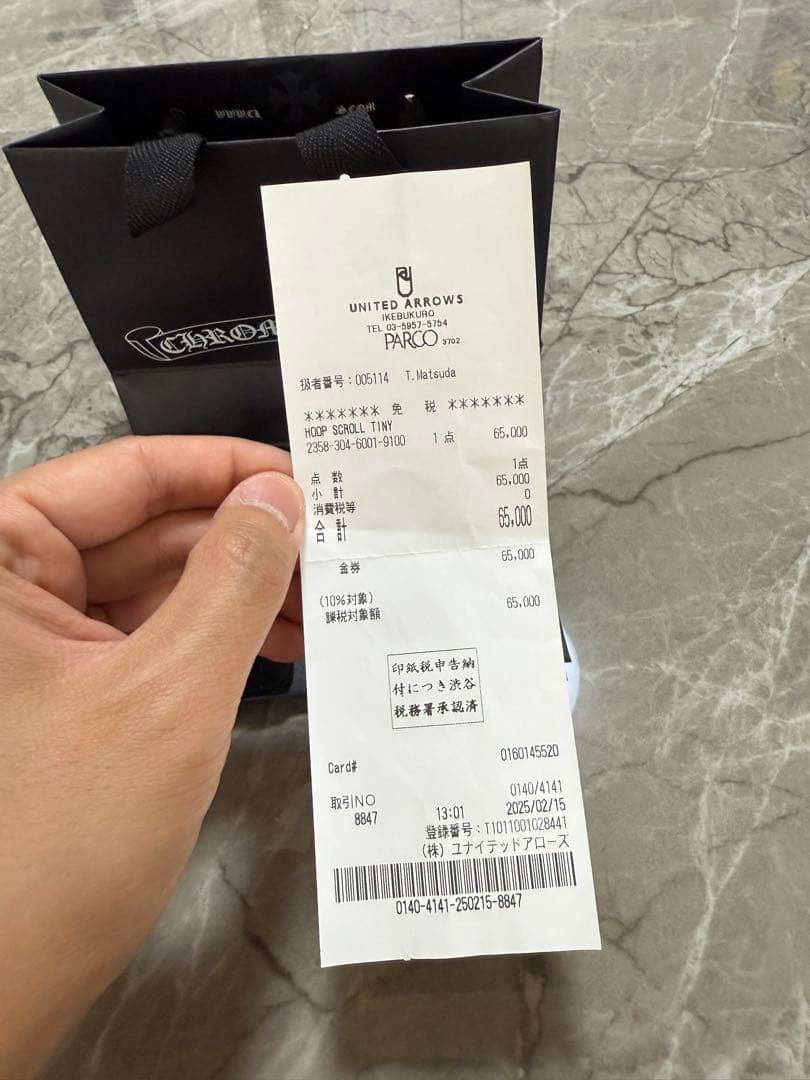 CHROM
UNITED ARROWS
IKEBUKURO
TEL 03-5957-5754
PARCO 3702
扱者番号：005114 T.Matsuda
******* 免 税 *******
HOOP SCROLL TINY
2358-304-6001-9100 1 点 65,000
点 数 1点
小 計 65,000
消費税等 0
合 計 65,000
金券 65,000
(10%対象)
課税対象額 65,000
印紙税申告納
付につき渋谷
税務署承認済
Card# 0160145520
取引NO 0140/4141
8847 13:01 2025/02/15
登録番号：T1011001028441
(株) ユナイテッドアローズ
0140-4141-250215-8847